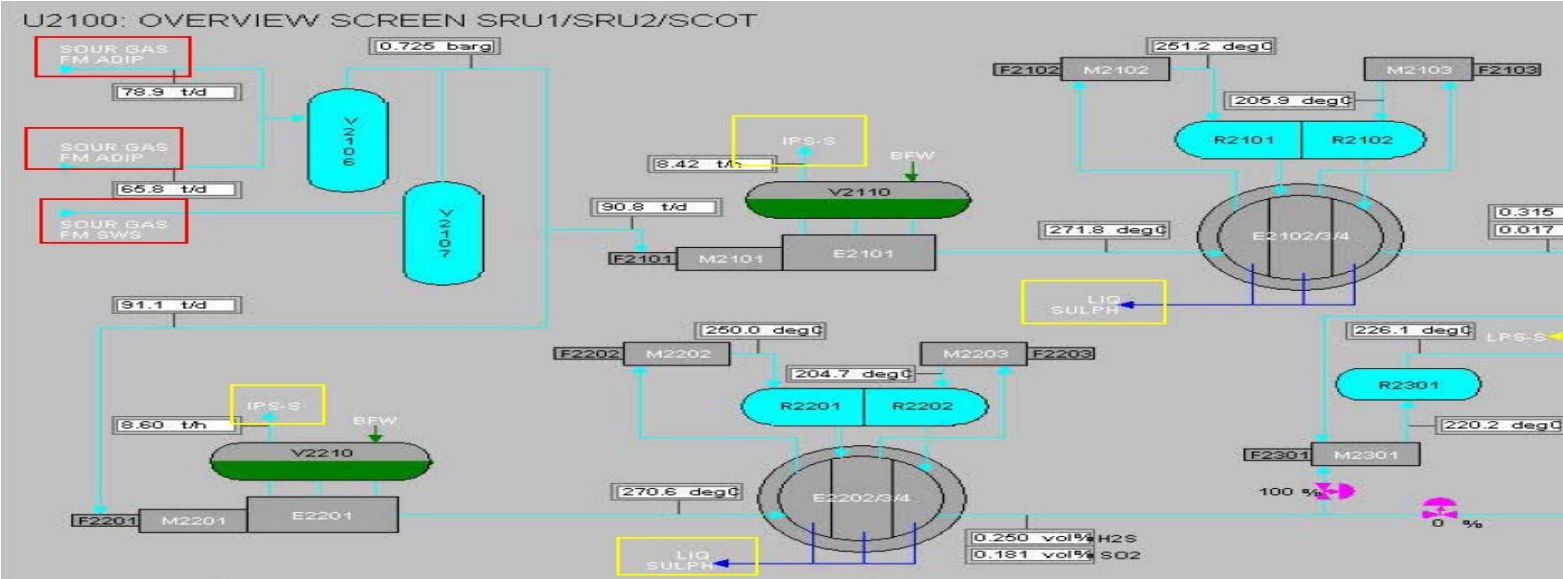 U2100: OVERVIEW SCREEN SRU1/SRU2/SCOT
SOUR GAS
FM ADIP
0.725 barg
78.9 t/d
V2106
SOUR GAS
FM ADIP
65.8 t/d
SOUR GAS
FM SWS
V2107
251.2 degC
F2102
M2102
M2103
F2103
205.9 degC
R2101
R2102
IPS-S
BFW
8.42 t/h
V2110
90.8 t/d
F2101
M2101
E2101
271.8 degC
E2102/3/4
0.315
0.017
LIQ
SULPH
91.1 t/d
250.0 degC
F2202
M2202
M2203
F2203
204.7 degC
R2201
R2202
226.1 degC
LPS-S
R2301
220.2 degC
F2301
M2301
100 %
0 %
IPS-S
BFW
8.60 t/h
V2210
F2201
M2201
E2201
270.6 degC
E2202/3/4
0.250 vol% H2S
0.181 vol% SO2
LIQ
SULPH